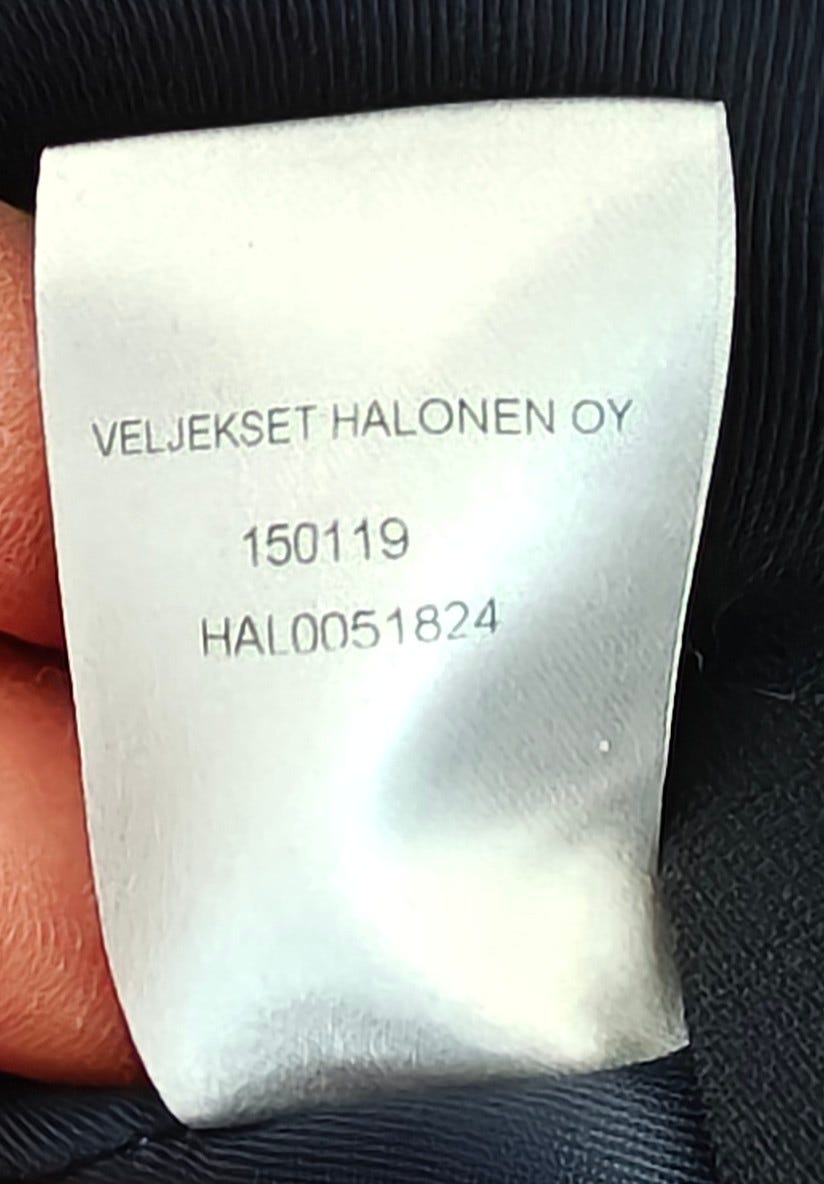 VELJEKSET HALONEN OY
150119
HAL0051824